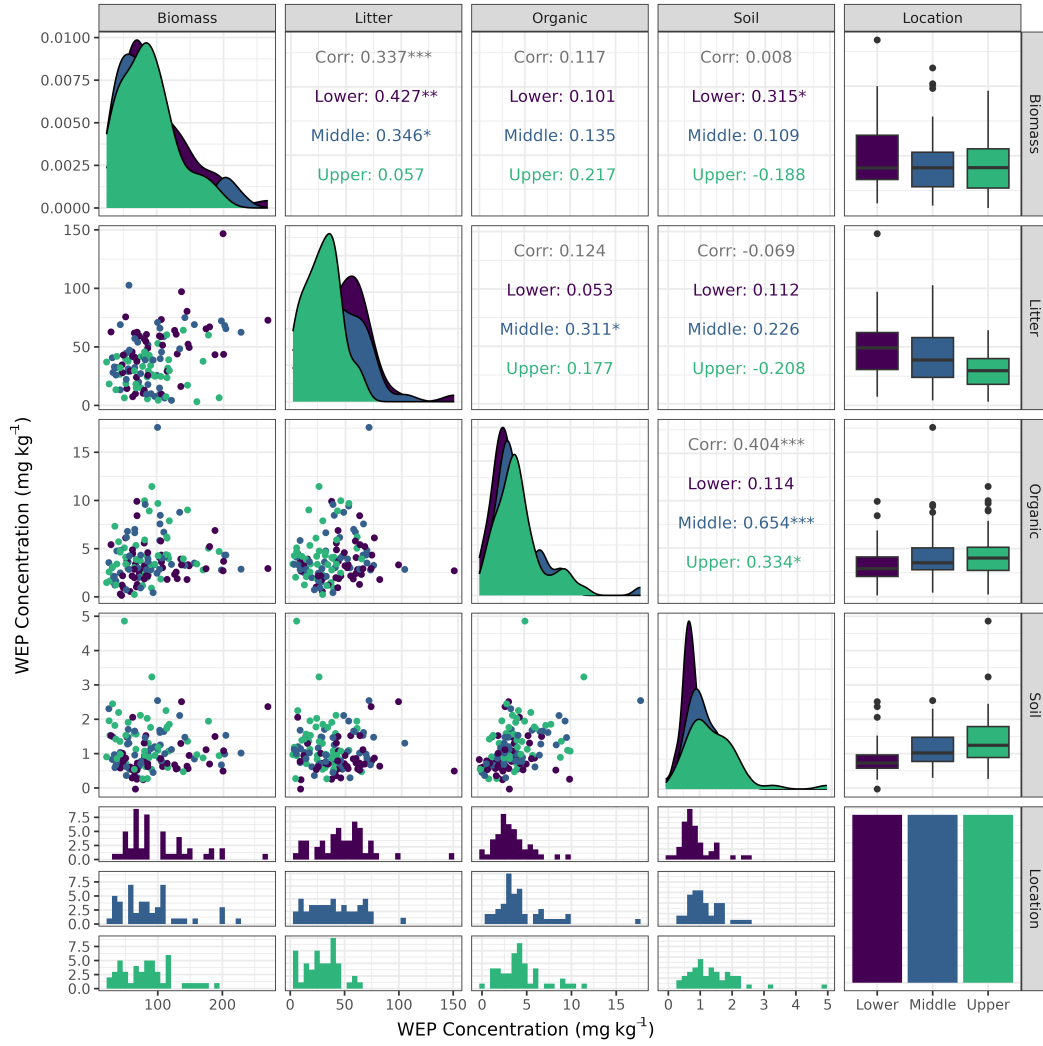 Biomass Litter Organic Soil Location
0.0100
0.0075
0.0050
0.0025
0.0000
Corr: 0.337***
Lower: 0.427**
Middle: 0.346*
Upper: 0.057
Corr: 0.117
Lower: 0.101
Middle: 0.135
Upper: 0.217
Corr: 0.008
Lower: 0.315*
Middle: 0.109
Upper: -0.188
Biomass
150
100
50
0
Corr: 0.124
Lower: 0.053
Middle: 0.311*
Upper: 0.177
Corr: -0.069
Lower: 0.112
Middle: 0.226
Upper: -0.208
Litter
15
10
5
0
Corr: 0.404***
Lower: 0.114
Middle: 0.654***
Upper: 0.334*
Organic
5
4
3
2
1
0
Soil
7.5
5.0
2.5
0.0
7.5
5.0
2.5
0.0
7.5
5.0
2.5
0.0
Location
100 200
0 50 100 150
0 5 10 15
0 1 2 3 4 5
Lower Middle Upper
WEP Concentration (mg kg⁻¹)
WEP Concentration (mg kg⁻¹)